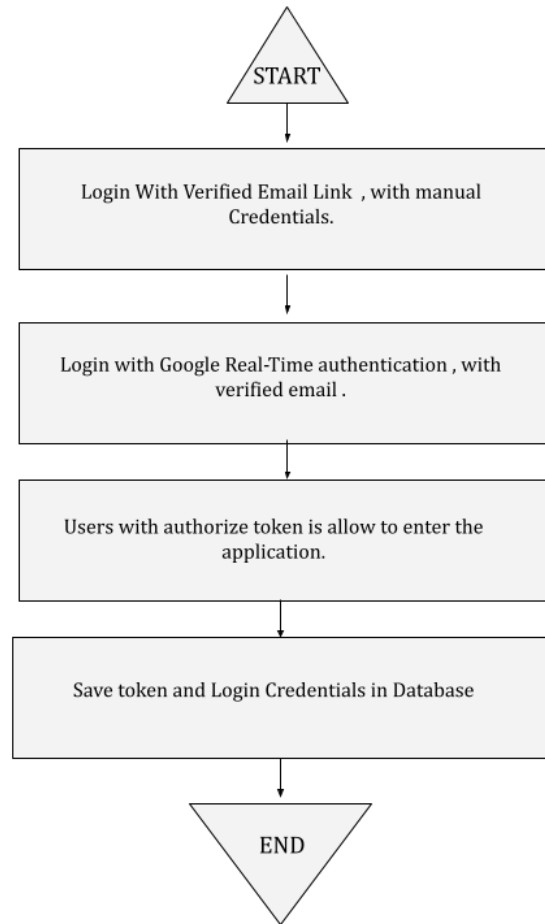 START
Login With Verified Email Link , with manual
Credentials.
Login with Google Real-Time authentication , with
verified email .
Users with authorize token is allow to enter the
application.
Save token and Login Credentials in Database
END